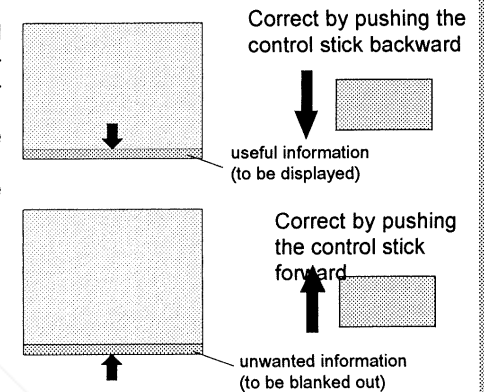 Correct by pushing the
control stick backward
useful information
(to be displayed)
Correct by pushing
the control stick
forward
unwanted information
(to be blanked out)